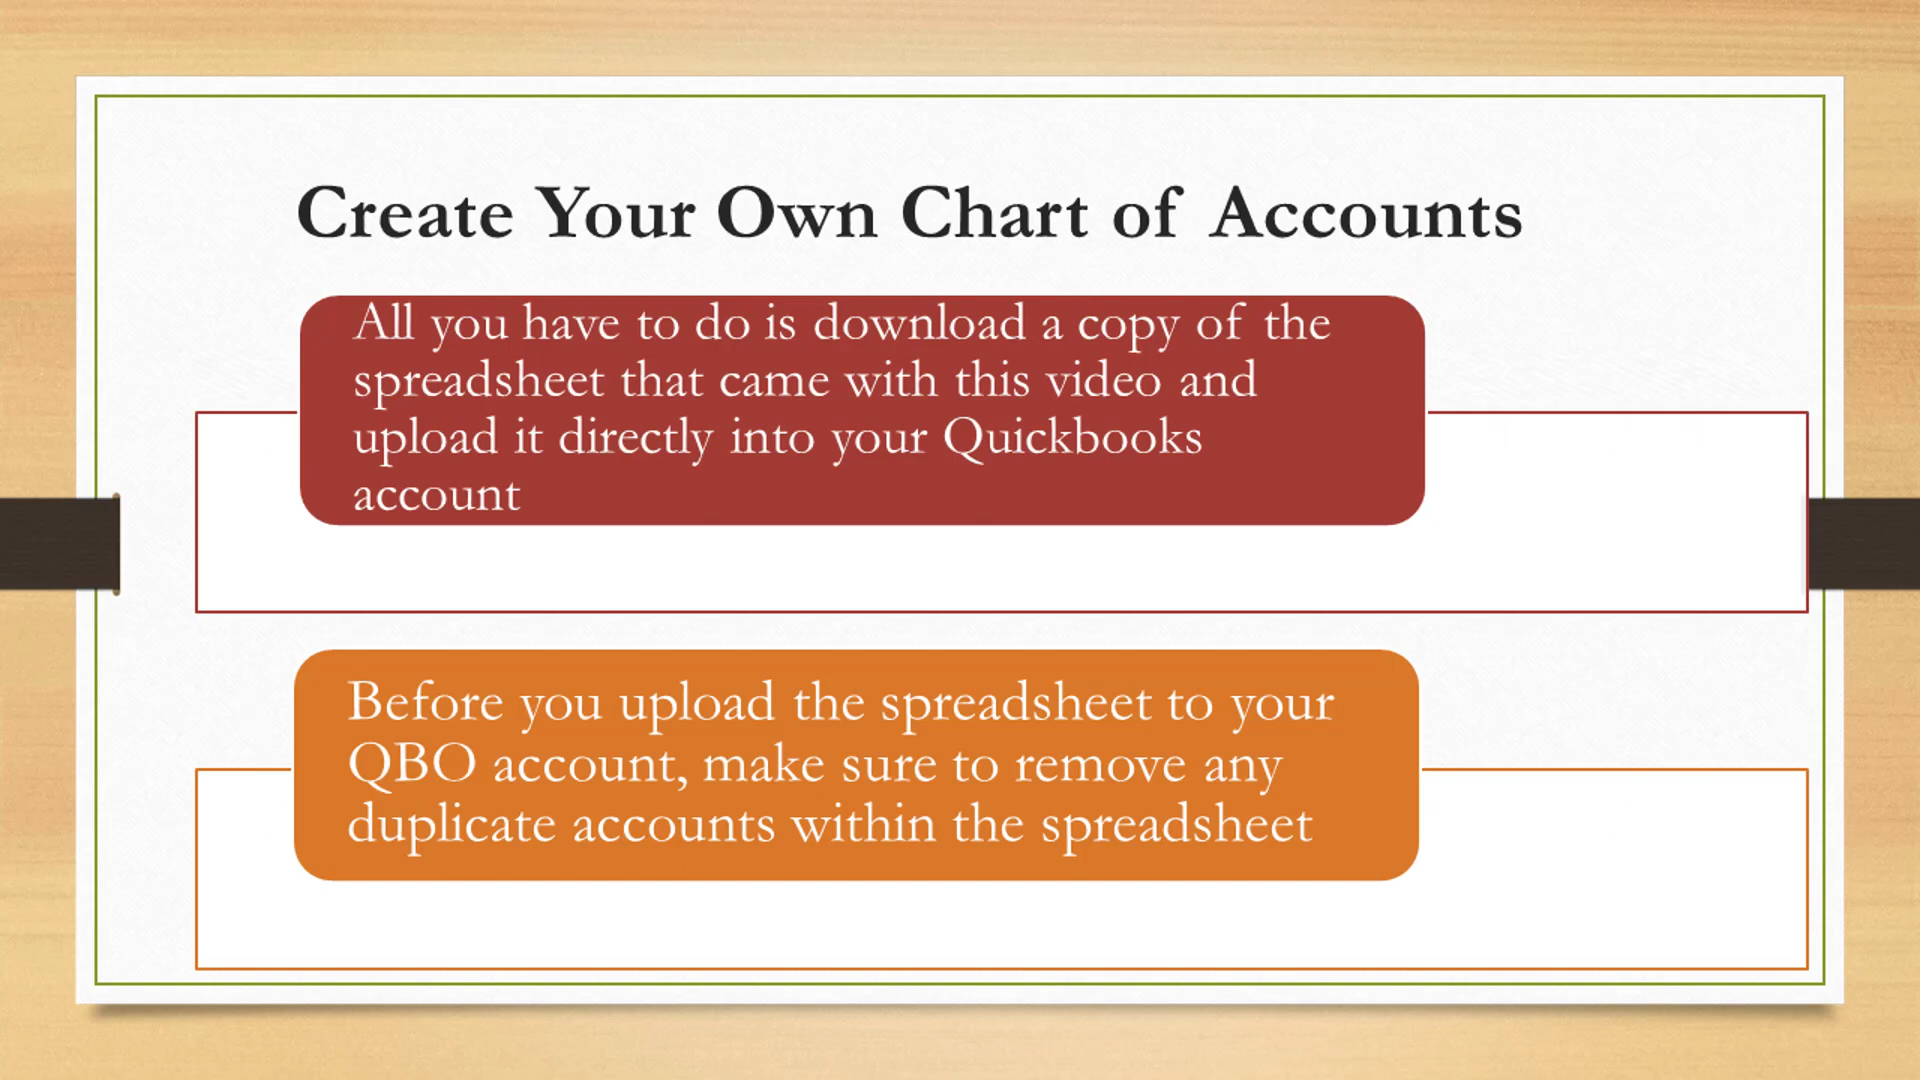 Create Your Own Chart of Accounts
All you have to do is download a copy of the
spreadsheet that came with this video and
upload it directly into your Quickbooks
account
Before you upload the spreadsheet to your
QBO account, make sure to remove any
duplicate accounts within the spreadsheet